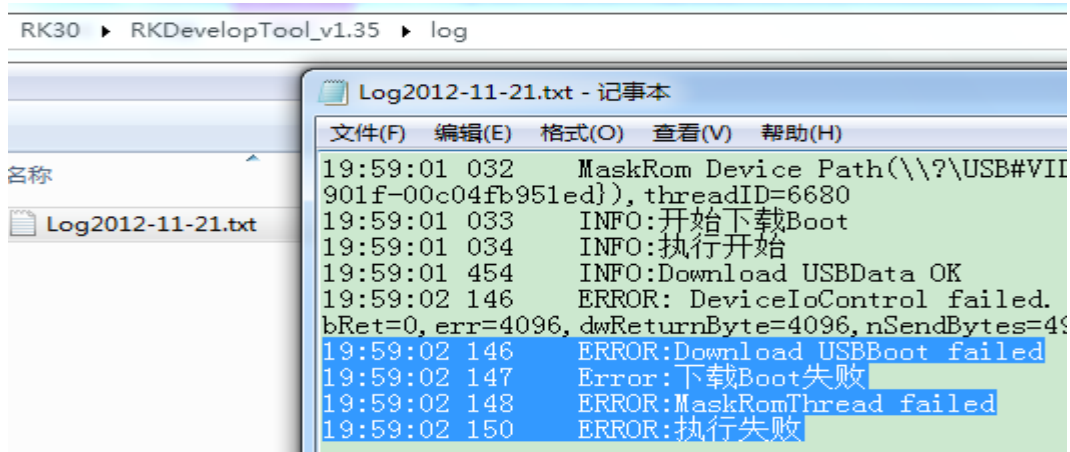 RK30 ▸ RKDevelopTool_v1.35 ▸ log
Log2012-11-21.txt - 记事本
文件(F) 编辑(E) 格式(O) 查看(V) 帮助(H)
名称
Log2012-11-21.txt
19:59:01 032 MaskRom Device Path(\\?\USB#VID
901f-00c04fb951ed}),threadID=6680
19:59:01 033 INFO:开始下载Boot
19:59:01 034 INFO:执行开始
19:59:01 454 INFO:Download USBData OK
19:59:02 146 ERROR: DeviceIoControl failed.
bRet=0,err=4096,dwReturnByte=4096,nSendBytes=49
19:59:02 146 ERROR:Download USBBoot failed
19:59:02 147 Error:下载Boot失败
19:59:02 148 ERROR:MaskRomThread failed
19:59:02 150 ERROR:执行失败